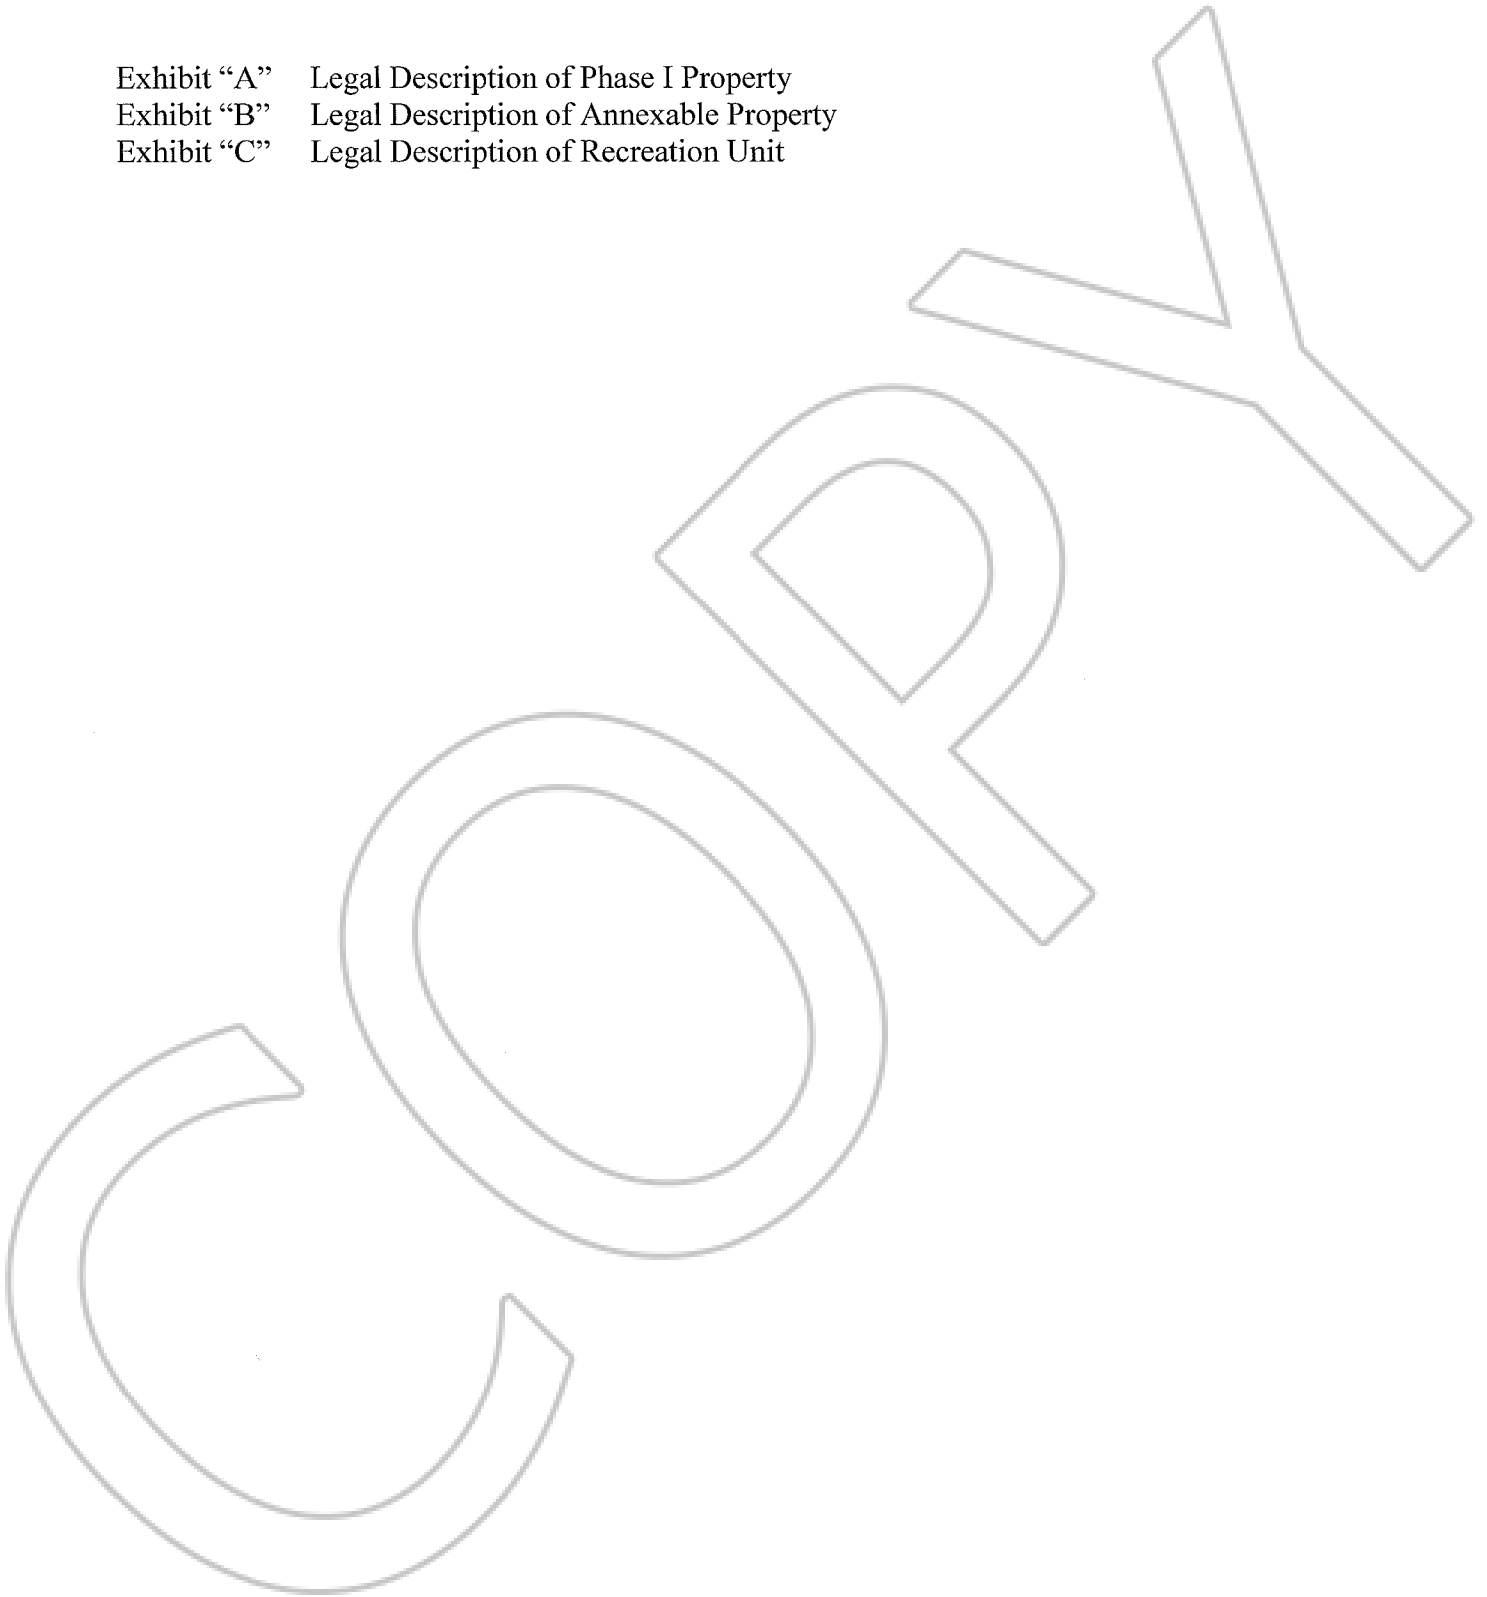 Exhibit “A” Legal Description of Phase I Property
Exhibit “B” Legal Description of Annexable Property
Exhibit “C” Legal Description of Recreation Unit
COPY